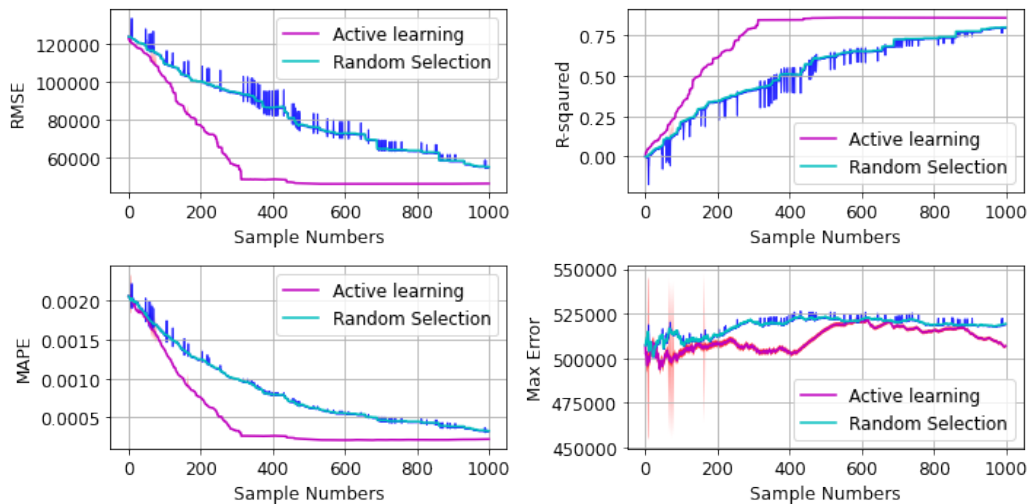 RMSE
120000
100000
80000
60000
Active learning
Random Selection
0 200 400 600 800 1000
Sample Numbers
R-sqaured
0.75
0.50
0.25
0.00
Active learning
Random Selection
0 200 400 600 800 1000
Sample Numbers
MAPE
0.0020
0.0015
0.0010
0.0005
Active learning
Random Selection
0 200 400 600 800 1000
Sample Numbers
Max Error
550000
525000
500000
475000
450000
Active learning
Random Selection
0 200 400 600 800 1000
Sample Numbers